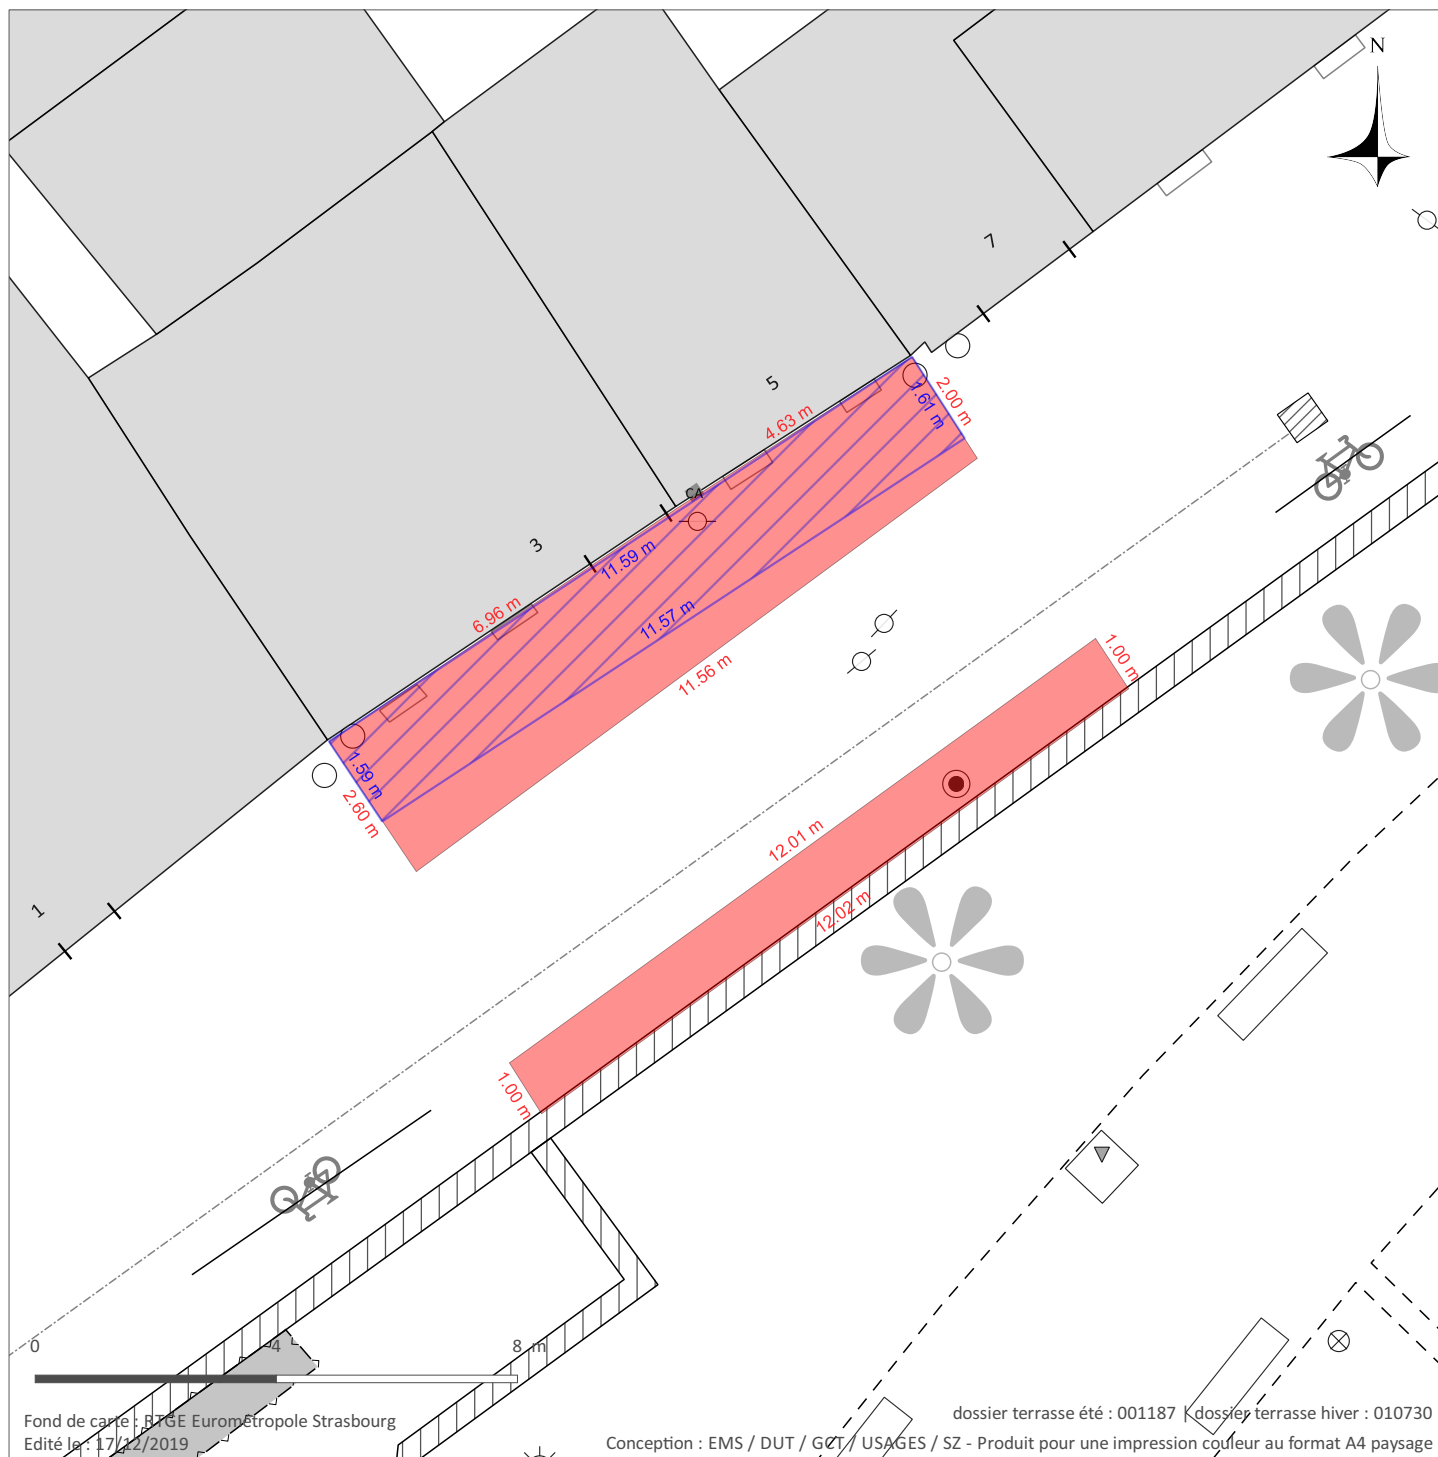 N
7
5
2.00 m
1.61 m
4.63 m
CA
3
11.59 m
6.96 m
11.57 m
11.56 m
1.00 m
1.59 m
2.60 m
12.01 m
12.02 m
1
1.00 m
0 4 8 m
Fond de carte : RTGE Eurométropole Strasbourg
Edité le : 17/12/2019
dossier terrasse été : 001187 | dossier terrasse hiver : 010730
Conception : EMS / DUT / GCT / USAGES / SZ - Produit pour une impression couleur au format A4 paysage